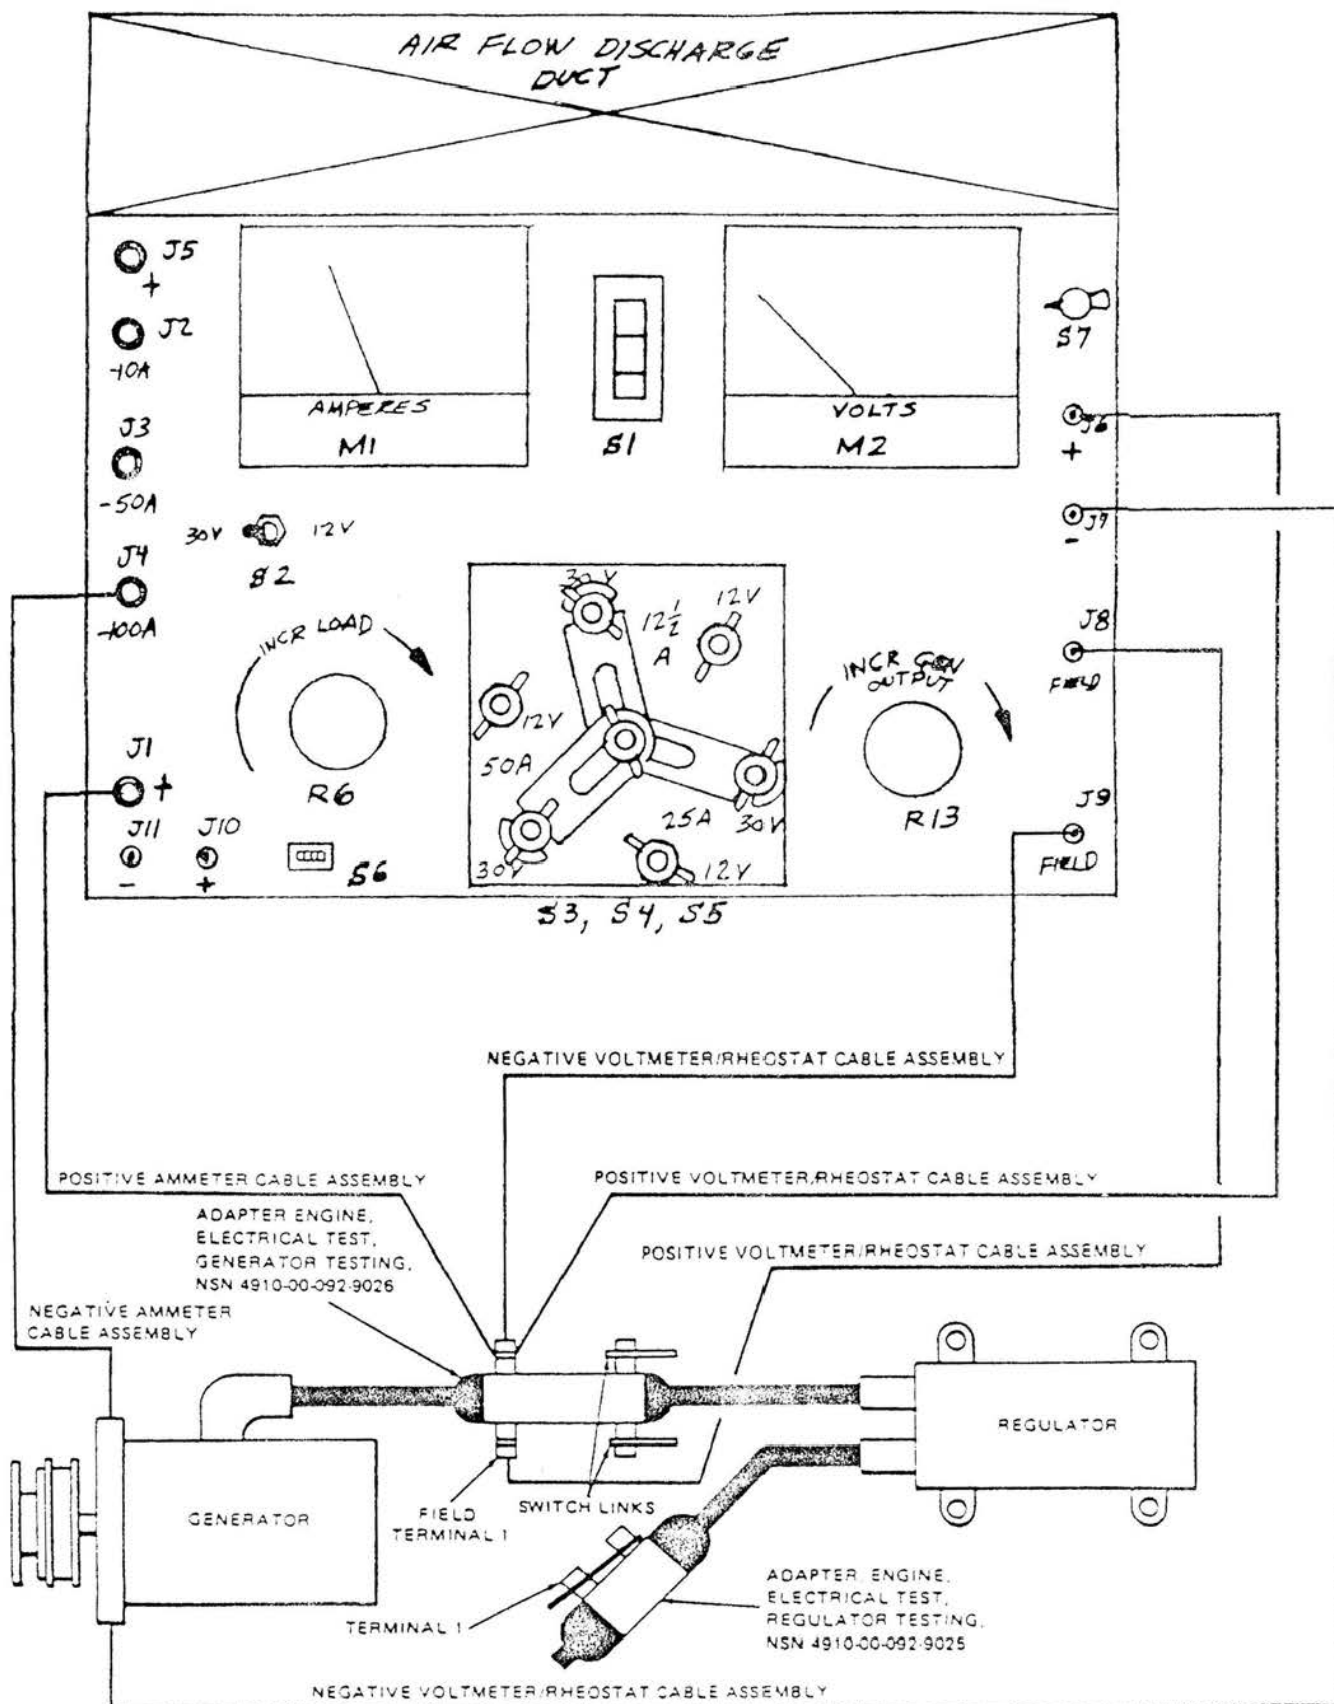 AIR FLOW DISCHARGE
DUCT
J5
+
J2
-10A
J3
-50A
J4
-100A
AMPERES
M1
S1
VOLTS
M2
S7
J6
+
J7
-
30V
12V
S2
INCR LOAD
R6
J1
+
J11
-
J10
+
S6
30V
12 1/2
A
12V
12V
50A
25A
30V
30V
12V
S3, S4, S5
INCR GEN
OUTPUT
R13
J8
FIELD
J9
FIELD
NEGATIVE VOLTMETER/RHEOSTAT CABLE ASSEMBLY
POSITIVE AMMETER CABLE ASSEMBLY
POSITIVE VOLTMETER/RHEOSTAT CABLE ASSEMBLY
ADAPTER ENGINE,
ELECTRICAL TEST,
GENERATOR TESTING,
NSN 4910-00-092-9026
POSITIVE VOLTMETER/RHEOSTAT CABLE ASSEMBLY
NEGATIVE AMMETER
CABLE ASSEMBLY
REGULATOR
GENERATOR
FIELD
TERMINAL 1
SWITCH LINKS
TERMINAL 1
ADAPTER, ENGINE,
ELECTRICAL TEST,
REGULATOR TESTING,
NSN 4910-00-092-9025
NEGATIVE VOLTMETER/RHEOSTAT CABLE ASSEMBLY